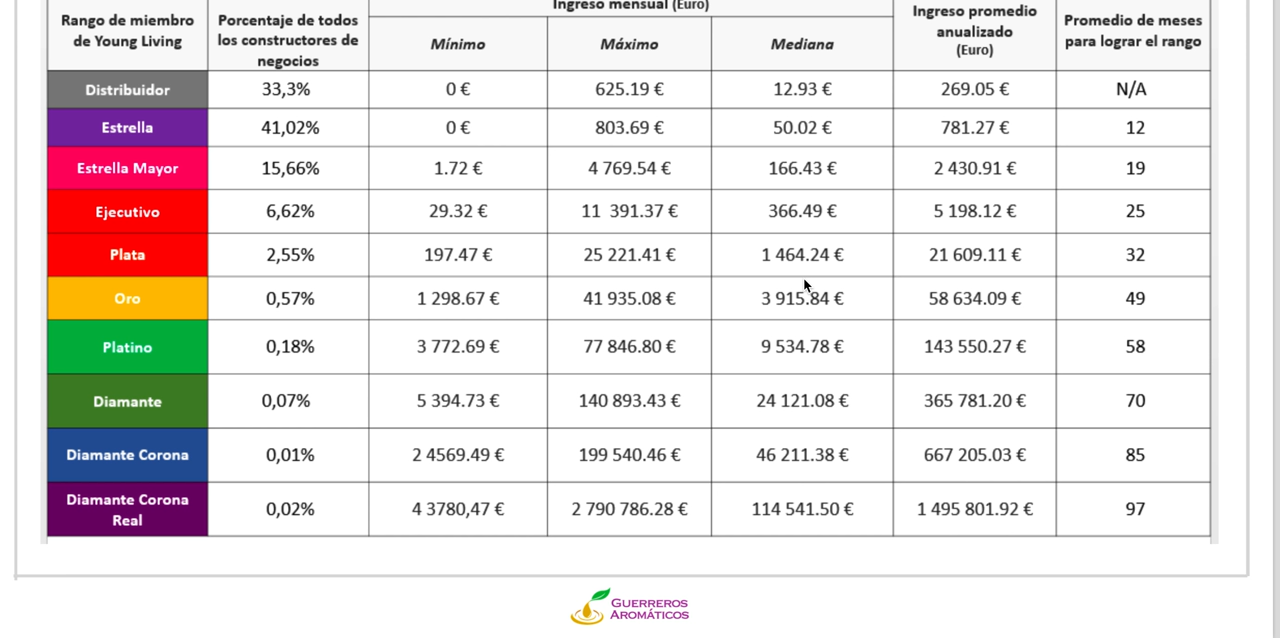 Ingreso mensual (Euro)
Rango de miembro
de Young Living
Porcentaje de todos
los constructores de
negocios
Mínimo
Máximo
Mediana
Ingreso promedio
anualizado
(Euro)
Promedio de meses
para lograr el rango
Distribuidor 33,3% 0 € 625.19 € 12.93 € 269.05 € N/A
Estrella 41,02% 0 € 803.69 € 50.02 € 781.27 € 12
Estrella Mayor 15,66% 1.72 € 4 769.54 € 166.43 € 2 430.91 € 19
Ejecutivo 6,62% 29.32 € 11 391.37 € 366.49 € 5 198.12 € 25
Plata 2,55% 197.47 € 25 221.41 € 1 464.24 € 21 609.11 € 32
Oro 0,57% 1 298.67 € 41 935.08 € 3 915.84 € 58 634.09 € 49
Platino 0,18% 3 772.69 € 77 846.80 € 9 534.78 € 143 550.27 € 58
Diamante 0,07% 5 394.73 € 140 893.43 € 24 121.08 € 365 781.20 € 70
Diamante Corona 0,01% 2 4569.49 € 199 540.46 € 46 211.38 € 667 205.03 € 85
Diamante Corona
Real 0,02% 4 3780,47 € 2 790 786.28 € 114 541.50 € 1 495 801.92 € 97
GUERREROS
AROMÁTICOS